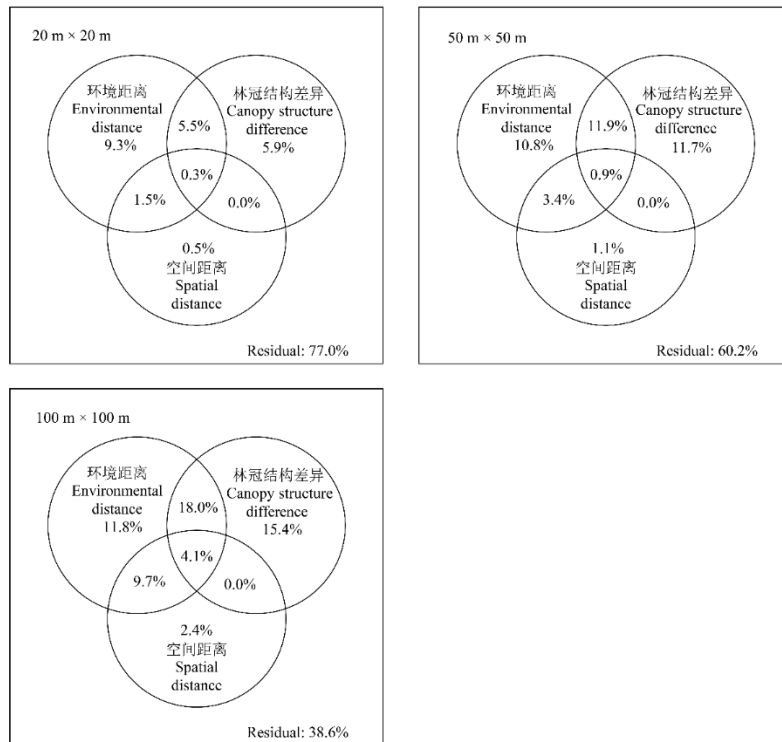 20 m × 20 m
环境距离
Environmental
distance
9.3%
5.5%
林冠结构差异
Canopy structure
difference
5.9%
0.3%
1.5%
0.0%
0.5%
空间距离
Spatial
distance
Residual: 77.0%
50 m × 50 m
环境距离
Environmental
distance
10.8%
11.9%
林冠结构差异
Canopy structure
difference
11.7%
0.9%
3.4%
0.0%
1.1%
空间距离
Spatial
distance
Residual: 60.2%
100 m × 100 m
环境距离
Environmental
distance
11.8%
18.0%
林冠结构差异
Canopy structure
difference
15.4%
4.1%
9.7%
0.0%
2.4%
空间距离
Spatial
distance
Residual: 38.6%